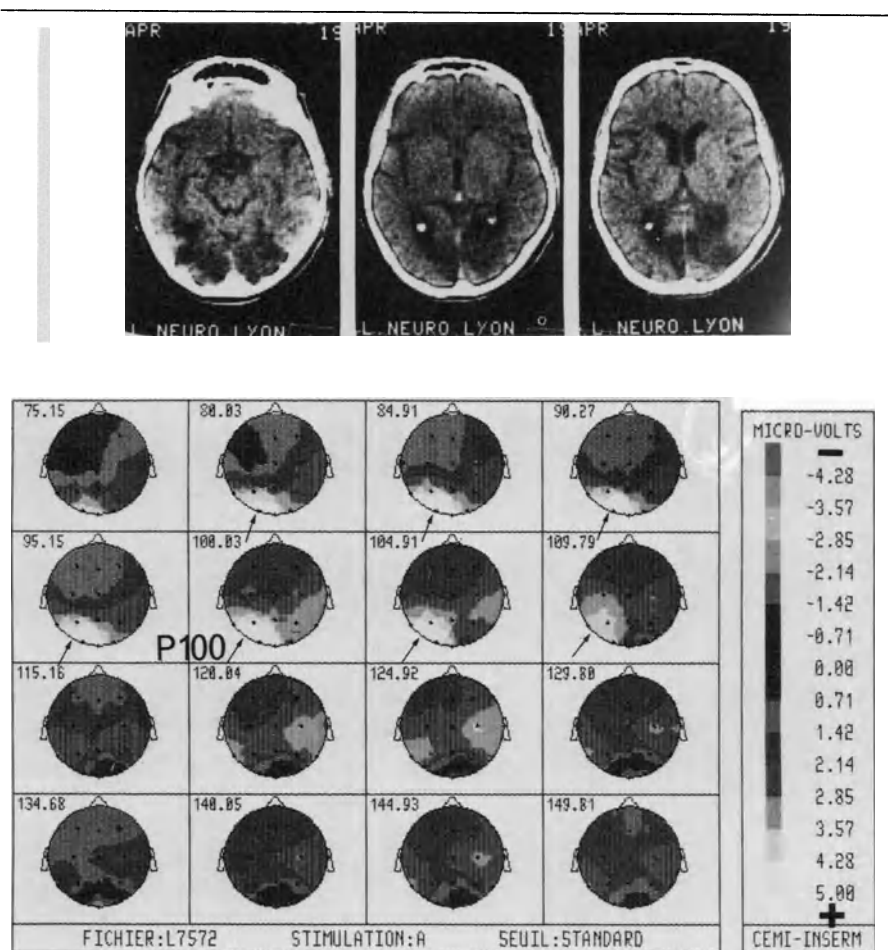 APR 19 APR 19 APR 19
L. NEURO. LYON L. NEURO. LYON L. NEURO. LYON
75.15 80.03 84.91 90.27
95.15 100.03 104.91 109.79
P100
115.16 120.04 124.92 129.80
134.68 140.05 144.93 149.81
FICHIER:L7572 STIMULATION:A SEUIL:STANDARD
MICRO-VOLTS
-
-4.28
-3.57
-2.85
-2.14
-1.42
-0.71
0.00
0.71
1.42
2.14
2.85
3.57
4.28
5.00
+
CEMI-INSERM